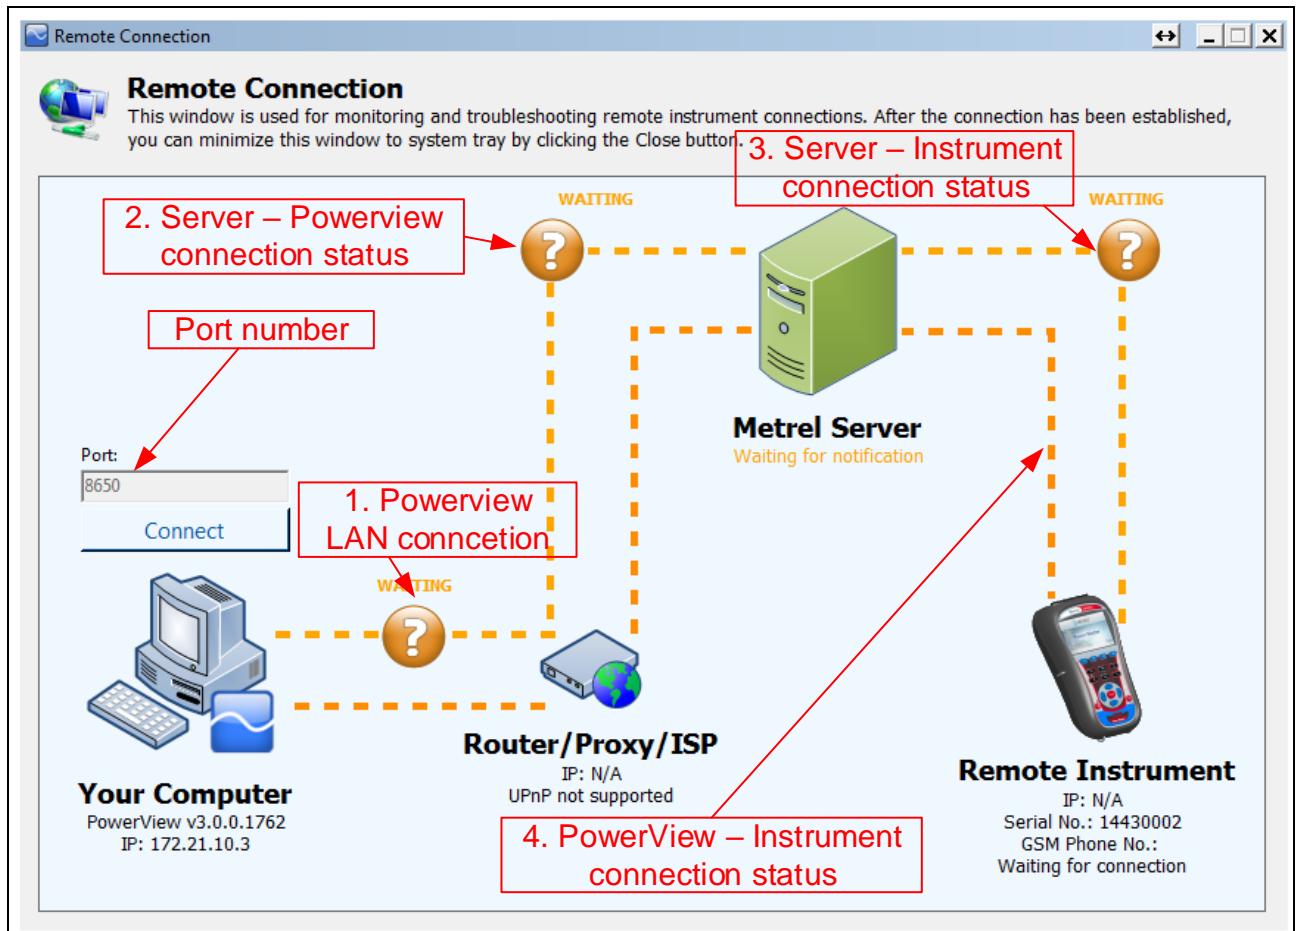 Remote Connection
Remote Connection
This window is used for monitoring and troubleshooting remote instrument connections. After the connection has been established,
you can minimize this window to system tray by clicking the Close button.
3. Server – Instrument
connection status
WAITING
WAITING
2. Server – Powerview
connection status
Port number
Metrel Server
Waiting for notification
Port:
8650
Connect
1. Powerview
LAN conncetion
WAITING
Router/Proxy/ISP
IP: N/A
UPnP not supported
Your Computer
PowerView v3.0.0.1762
IP: 172.21.10.3
Remote Instrument
IP: N/A
Serial No.: 14430002
GSM Phone No.:
Waiting for connection
4. PowerView – Instrument
connection status